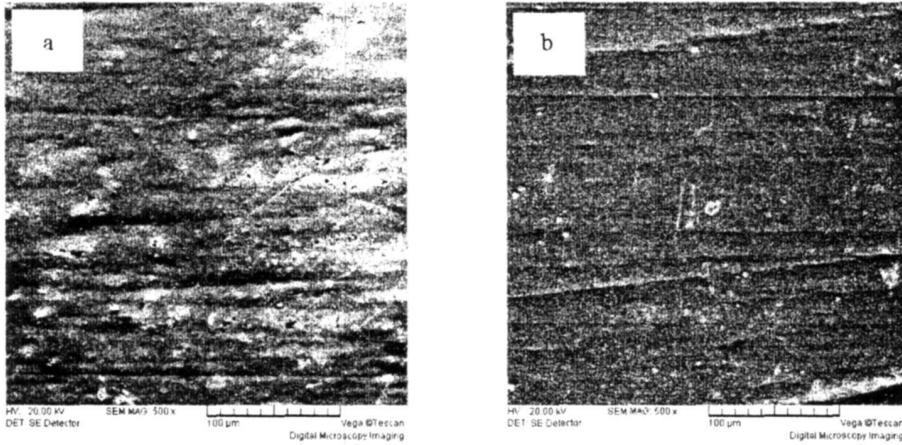 a
b
HV: 20.00 kV SEM MAG: 500 x
DET: SE Detector 100 µm Vega ©Tescan
Digital Microscopy Imaging
HV: 20.00 kV SEM MAG: 500 x
DET: SE Detector 100 µm Vega ©Tescan
Digital Microscopy Imaging